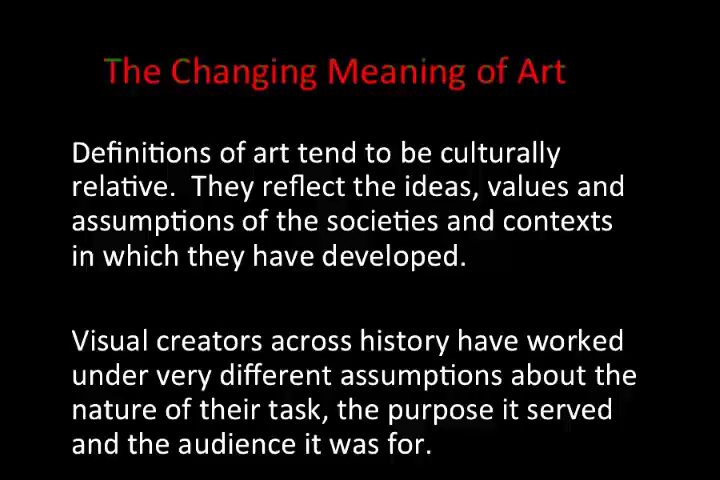 The Changing Meaning of Art
Definitions of art tend to be culturally
relative.  They reflect the ideas, values and
assumptions of the societies and contexts
in which they have developed.
Visual creators across history have worked
under very different assumptions about the
nature of their task, the purpose it served
and the audience it was for.